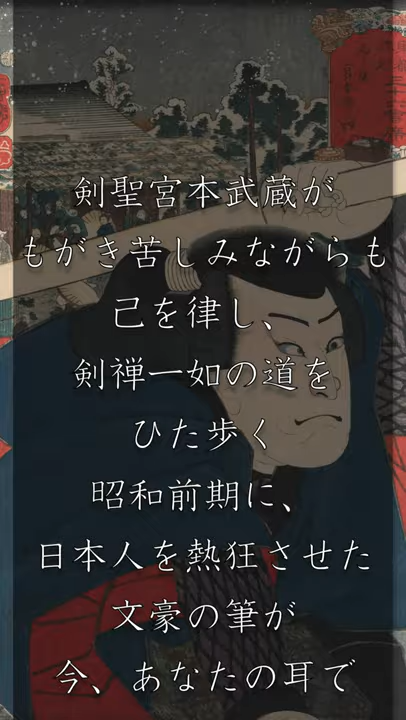 剣聖宮本武蔵が
もがき苦しみながらも
己を律し、
剣禅一如の道を
ひた歩く
昭和前期に、
日本人を熱狂させた
文豪の筆が
今、あなたの耳で